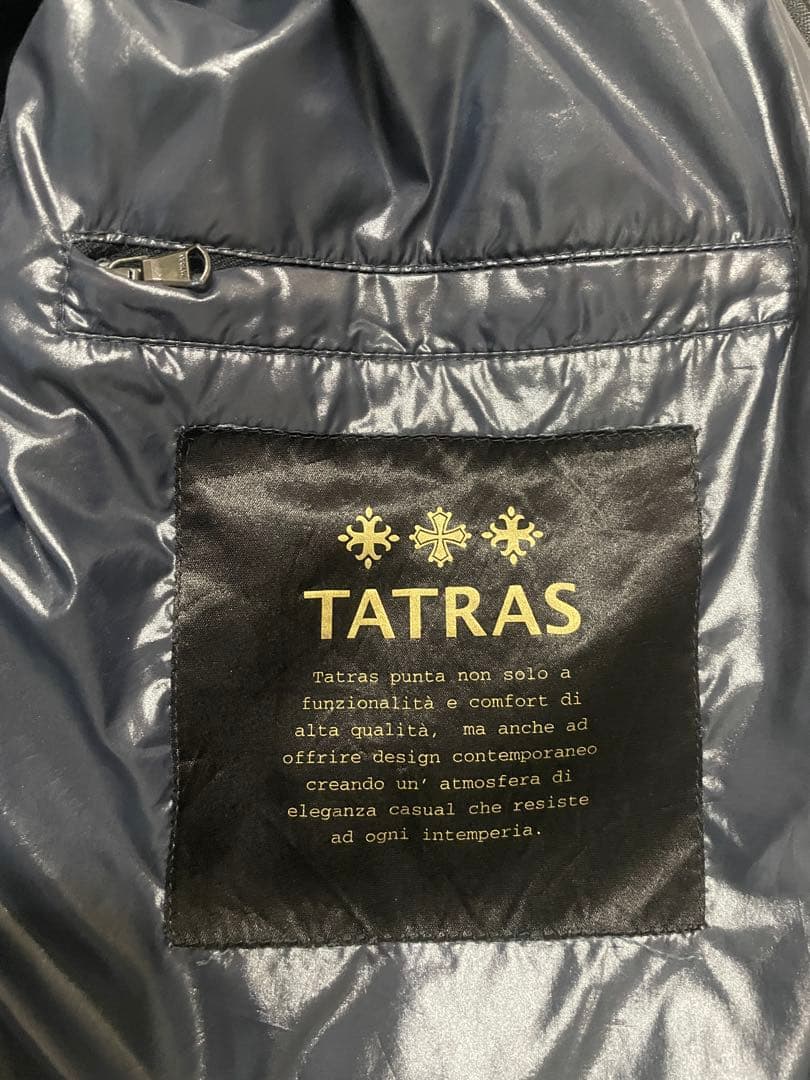 TATRAS
Tatras punta non solo a
funzionalità e comfort di
alta qualità, ma anche ad
offrire design contemporaneo
creando un' atmosfera di
eleganza casual che resiste
ad ogni intemperia.